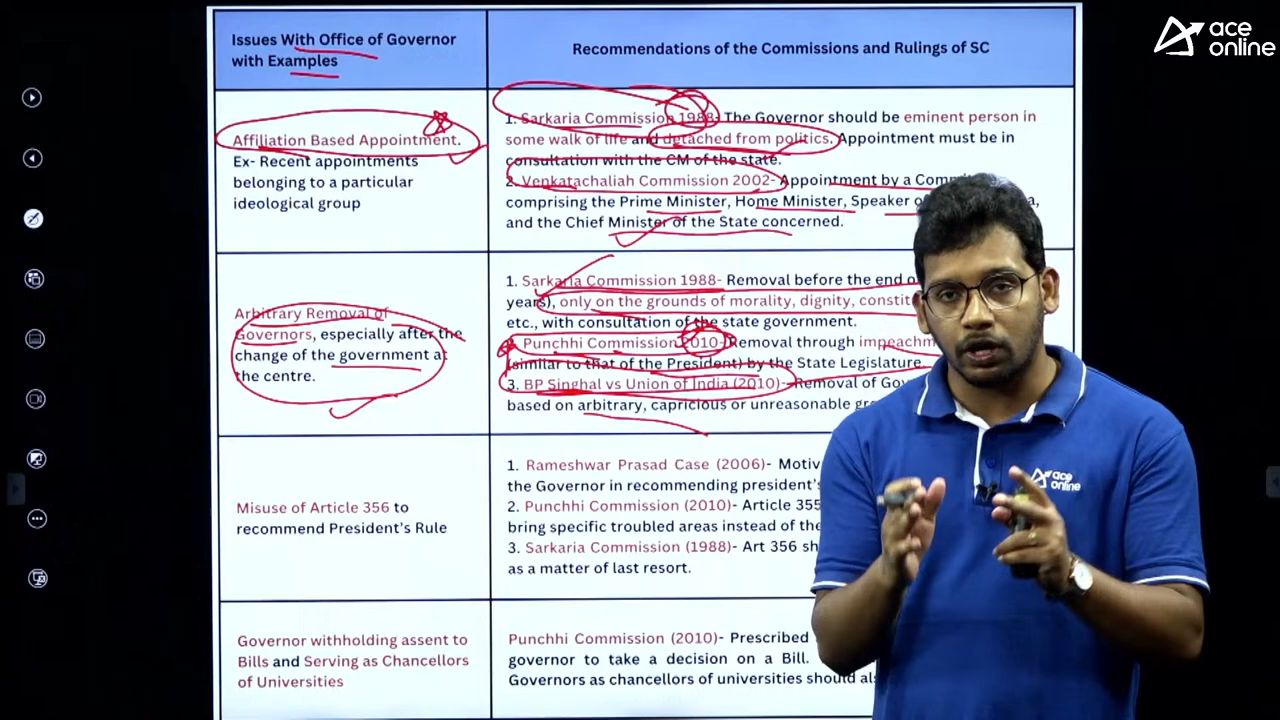 Issues With Office of Governor
with Examples
Recommendations of the Commissions and Rulings of SC
ace
online
Affiliation Based Appointment.
Ex- Recent appointments
belonging to a particular
ideological group
1. Sarkaria Commission 1988- The Governor should be eminent person in
some walk of life and detached from politics. Appointment must be in
consultation with the CM of the state.
2. Venkatachaliah Commission 2002- Appointment by a
comprising the Prime Minister, Home Minister, Speaker
and the Chief Minister of the State concerned.
Arbitrary Removal of
Governors, especially after the
change of the government at
the centre.
1. Sarkaria Commission 1988- Removal before the end
years), only on the grounds of morality, dignity,
etc., with consultation of the state government.
Punchhi Commission 2010- Removal through
(similar to that of the President) by the State Legislature.
3. BP Singhal vs Union of India (2010)- Removal of
based on arbitrary, capricious or unreasonable
Misuse of Article 356 to
recommend President's Rule
1. Rameshwar Prasad Case (2006)-
the Governor in recommending president's
2. Punchhi Commission (2010)- Article 355
bring specific troubled areas instead of the
3. Sarkaria Commission (1988)- Art 356
as a matter of last resort.
Governor withholding assent to
Bills and Serving as Chancellors
of Universities
Punchhi Commission (2010)- Prescribed
governor to take a decision on a Bill.
Governors as chancellors of universities should
ace
online